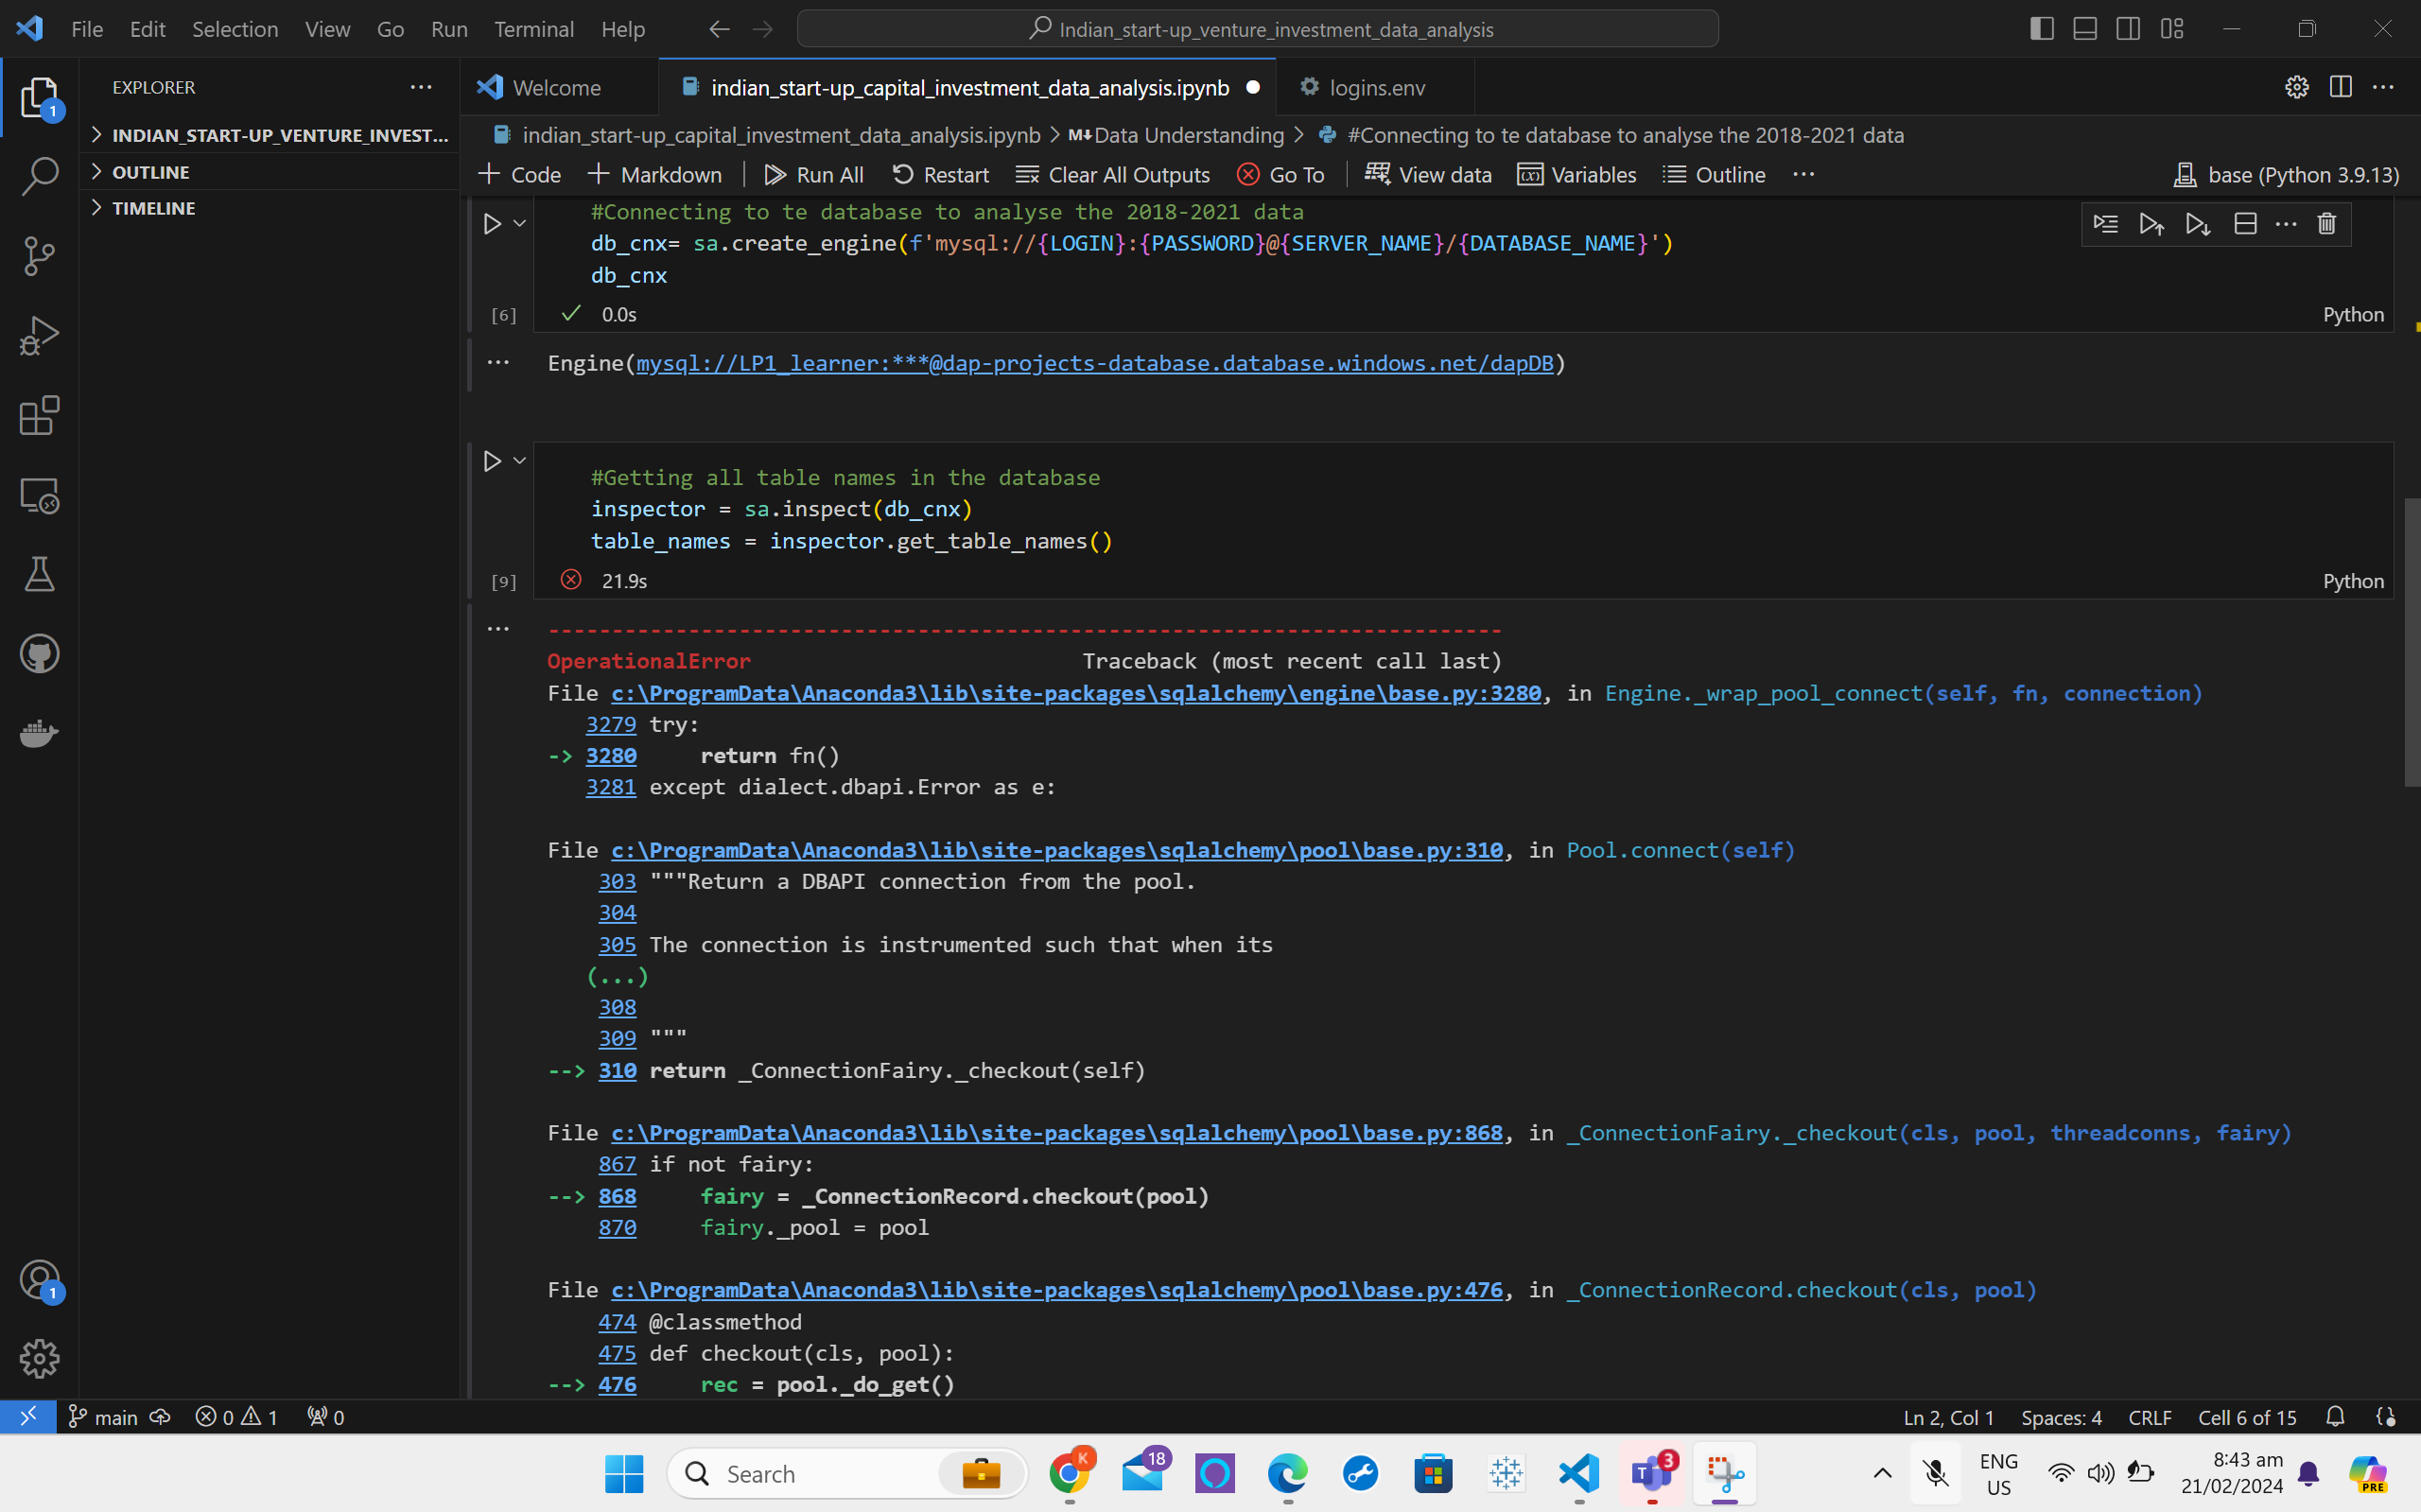 File Edit Selection View Go Run Terminal Help
Indian_start-up_venture_investment_data_analysis
EXPLORER
Welcome
indian_start-up_capital_investment_data_analysis.ipynb
logins.env
1
INDIAN_START-UP_VENTURE_INVEST...
OUTLINE
TIMELINE
indian_start-up_capital_investment_data_analysis.ipynb > M↓Data Understanding > #Connecting to te database to analyse the 2018-2021 data
+ Code + Markdown | Run All Restart Clear All Outputs Go To | View data Variables Outline ...
base (Python 3.9.13)
#Connecting to te database to analyse the 2018-2021 data
db_cnx= sa.create_engine(f'mysql://{LOGIN}:{PASSWORD}@{SERVER_NAME}/{DATABASE_NAME}')
db_cnx
[6] ✓ 0.0s Python
... Engine(mysql://LP1_learner:***@dap-projects-database.database.windows.net/dapDB)
#Getting all table names in the database
inspector = sa.inspect(db_cnx)
table_names = inspector.get_table_names()
[9] 21.9s Python
... ---------------------------------------------------------------------------
OperationalError Traceback (most recent call last)
File c:\ProgramData\Anaconda3\lib\site-packages\sqlalchemy\engine\base.py:3280, in Engine._wrap_pool_connect(self, fn, connection)
3279 try:
-> 3280 return fn()
3281 except dialect.dbapi.Error as e:
File c:\ProgramData\Anaconda3\lib\site-packages\sqlalchemy\pool\base.py:310, in Pool.connect(self)
303 """Return a DBAPI connection from the pool.
304
305 The connection is instrumented such that when its
(...)
308
309 """
--> 310 return _ConnectionFairy._checkout(self)
File c:\ProgramData\Anaconda3\lib\site-packages\sqlalchemy\pool\base.py:868, in _ConnectionFairy._checkout(cls, pool, threadconns, fairy)
867 if not fairy:
--> 868 fairy = _ConnectionRecord.checkout(pool)
870 fairy._pool = pool
File c:\ProgramData\Anaconda3\lib\site-packages\sqlalchemy\pool\base.py:476, in _ConnectionRecord.checkout(cls, pool)
474 @classmethod
475 def checkout(cls, pool):
--> 476 rec = pool._do_get()
1
main 0 1 0
Ln 2, Col 1 Spaces: 4 CRLF Cell 6 of 15
Search
K
18
3
ENG
US
8:43 am
21/02/2024
PRE